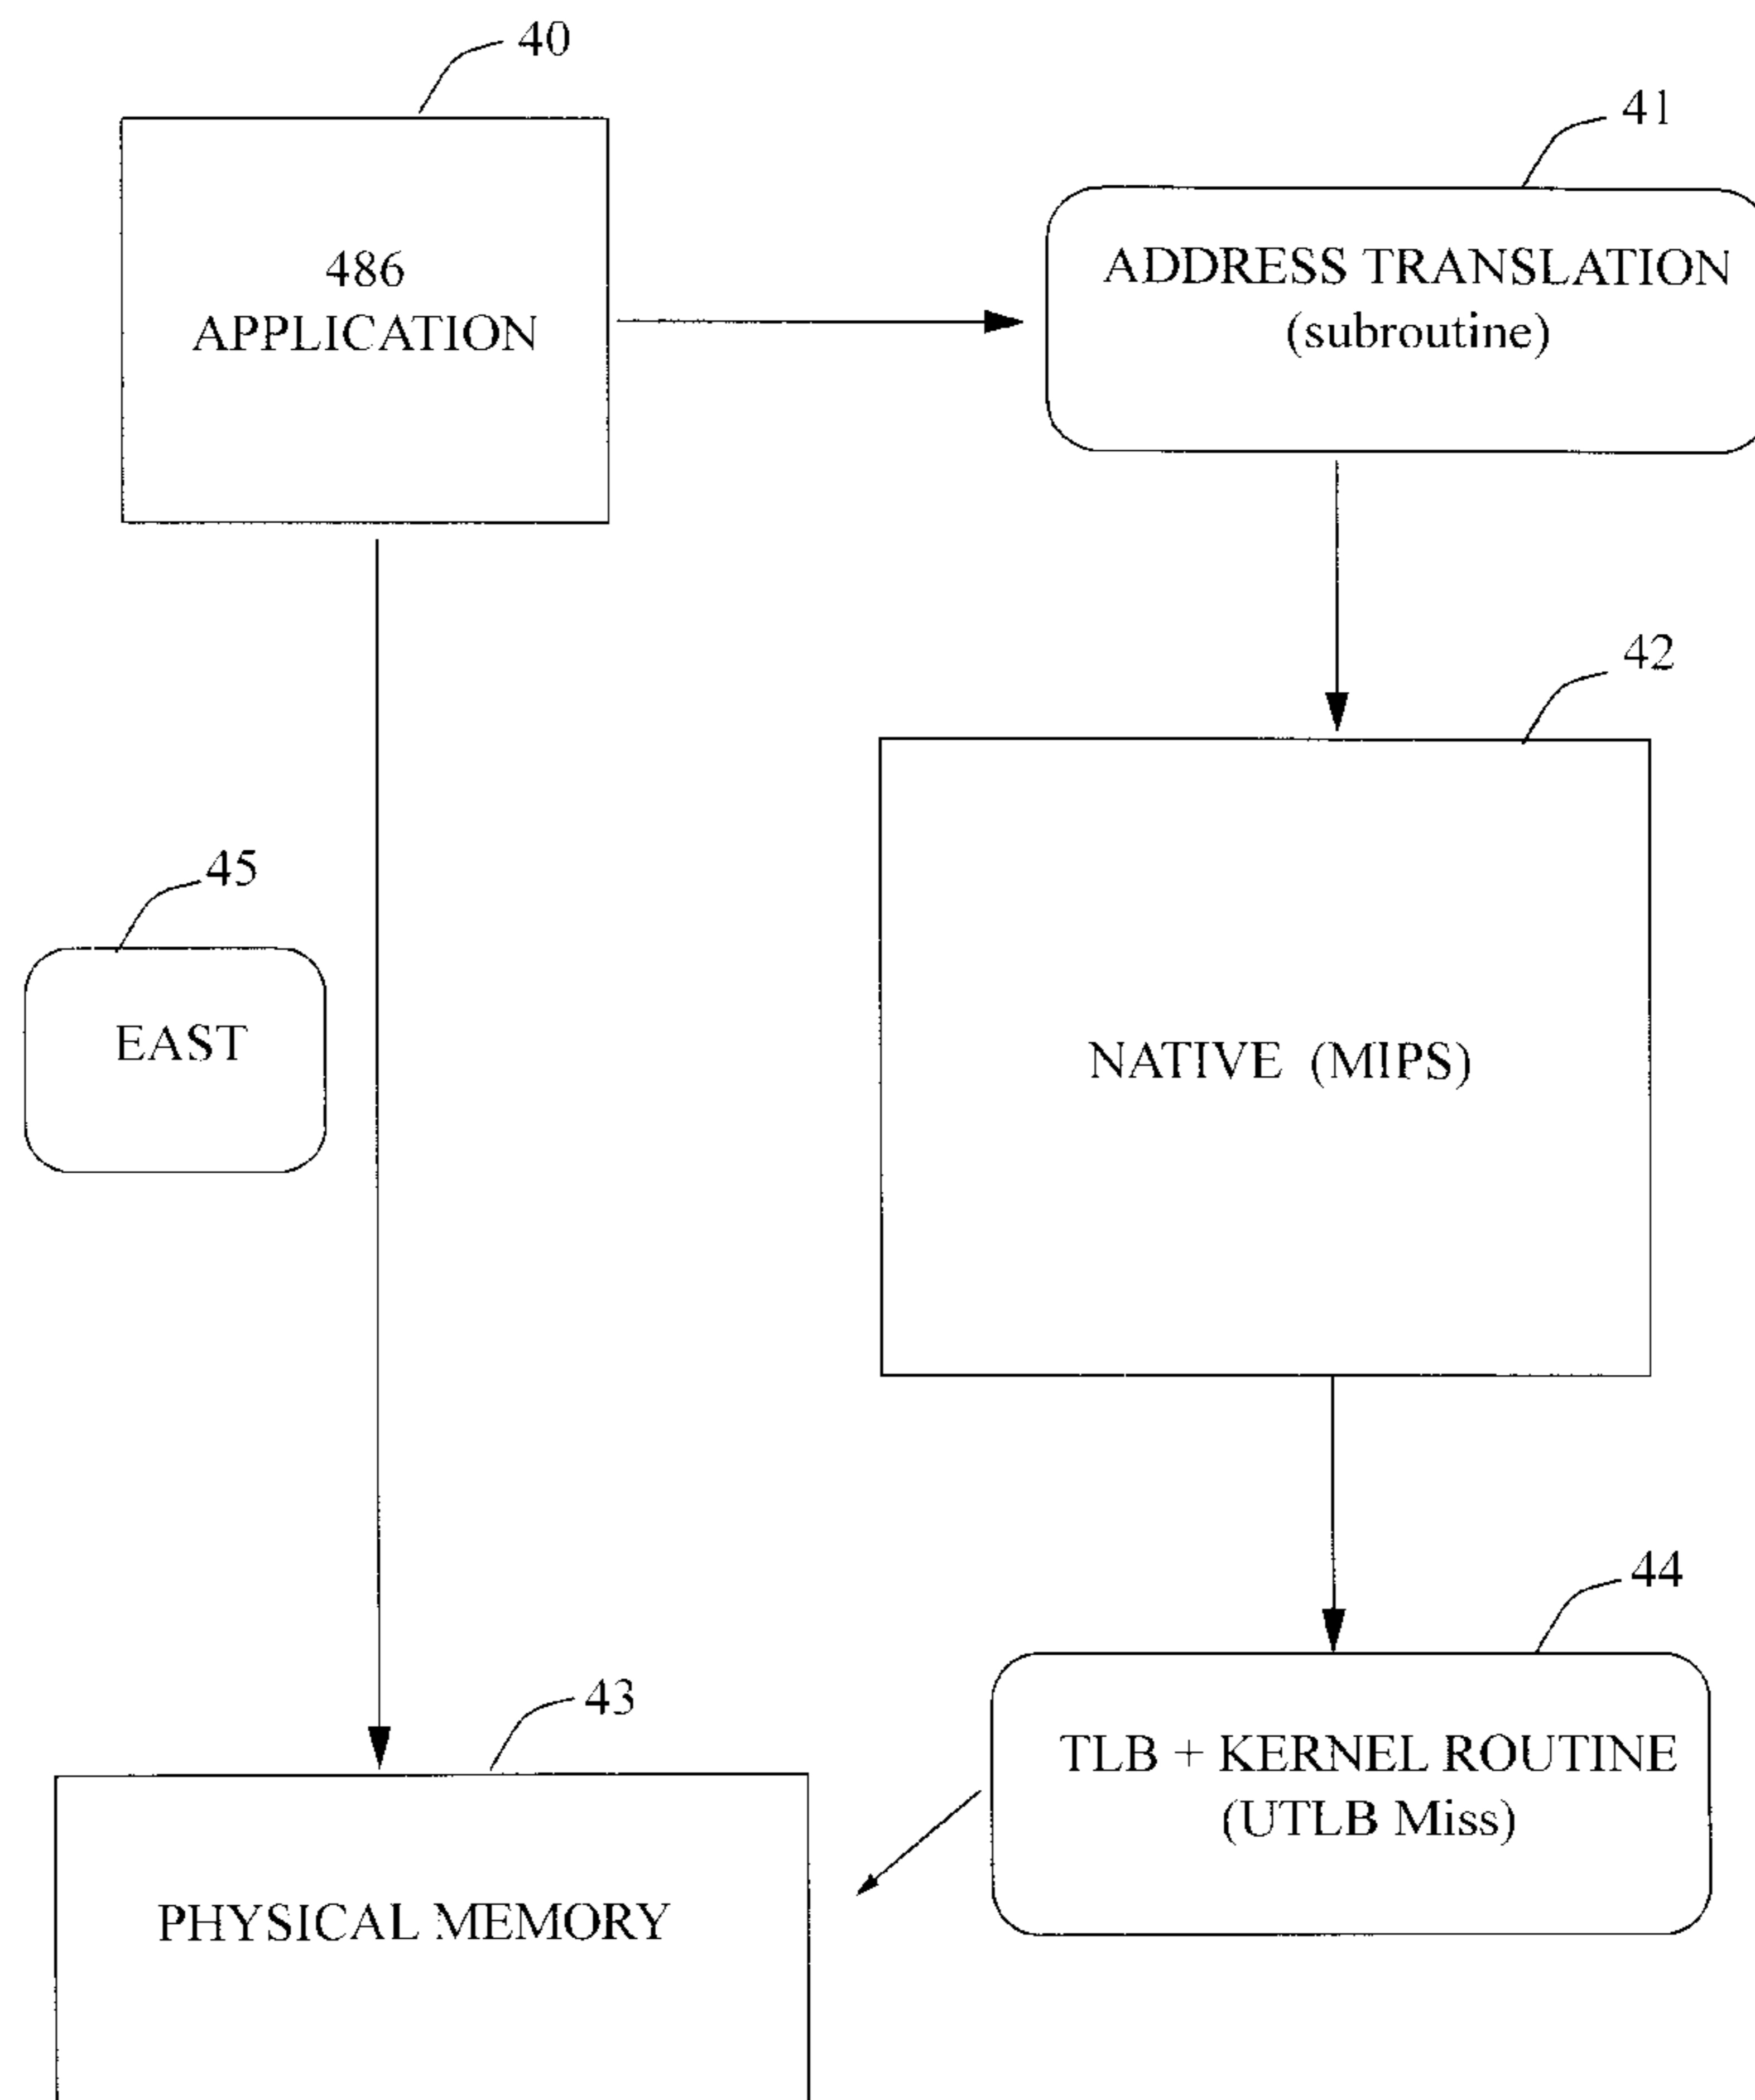 40
41
486
APPLICATION
ADDRESS TRANSLATION
(subroutine)
42
45
EAST
NATIVE (MIPS)
44
43
TLB + KERNEL ROUTINE
(UTLB Miss)
PHYSICAL MEMORY